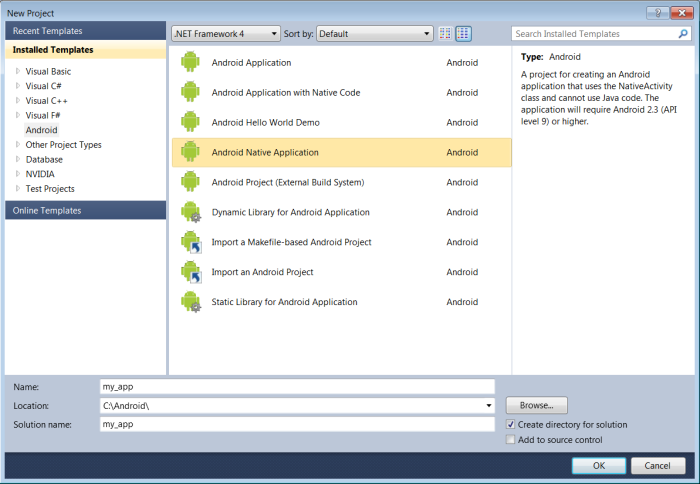 New Project
Recent Templates
.NET Framework 4
Sort by:
Default
Search Installed Templates
Installed Templates
Visual Basic
Visual C#
Visual C++
Visual F#
Android
Other Project Types
Database
NVIDIA
Test Projects
Online Templates
Android Application Android
Android Application with Native Code Android
Android Hello World Demo Android
Android Native Application Android
Android Project (External Build System) Android
Dynamic Library for Android Application Android
Import a Makefile-based Android Project Android
Import an Android Project Android
Static Library for Android Application Android
Type: Android
A project for creating an Android
application that uses the NativeActivity
class and cannot use Java code. The
application will require Android 2.3 (API
level 9) or higher.
Name: my_app
Location: C:\Android\ Browse...
Solution name: my_app
Create directory for solution
Add to source control
OK Cancel